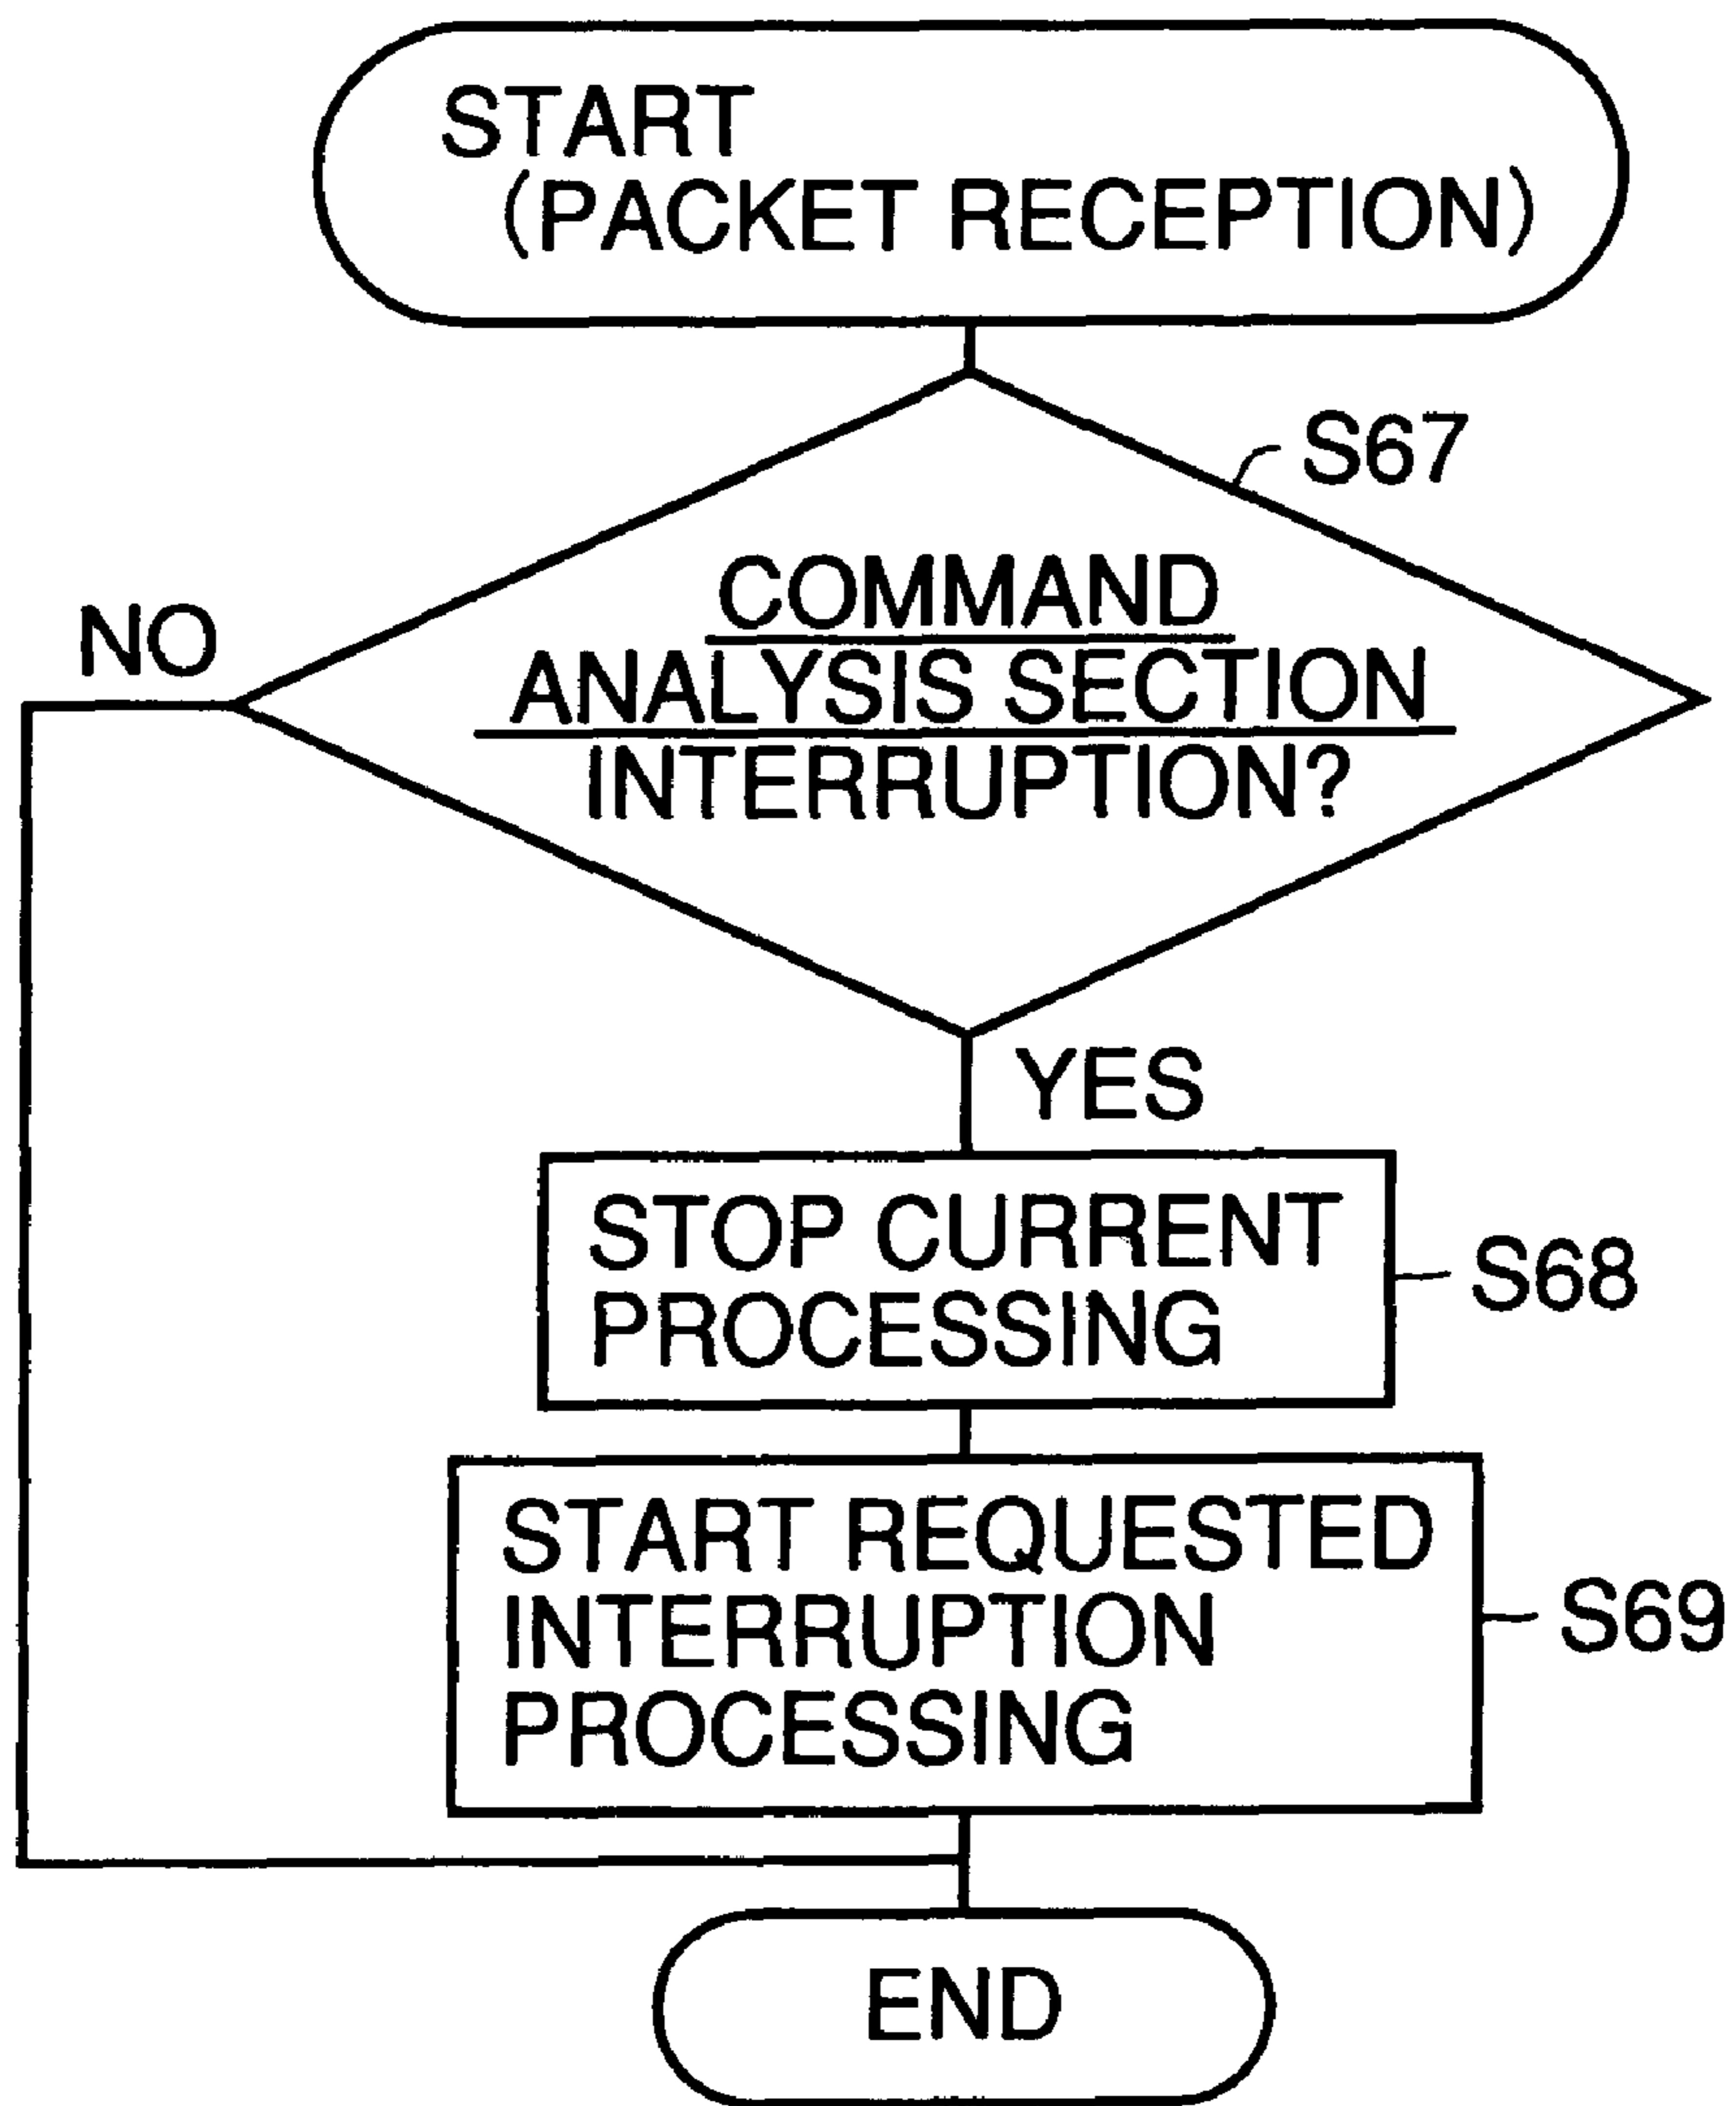 START
(PACKET RECEPTION)
S67
COMMAND
ANALYSIS SECTION
INTERRUPTION?
NO
YES
STOP CURRENT
PROCESSING
S68
START REQUESTED
INTERRUPTION
PROCESSING
S69
END